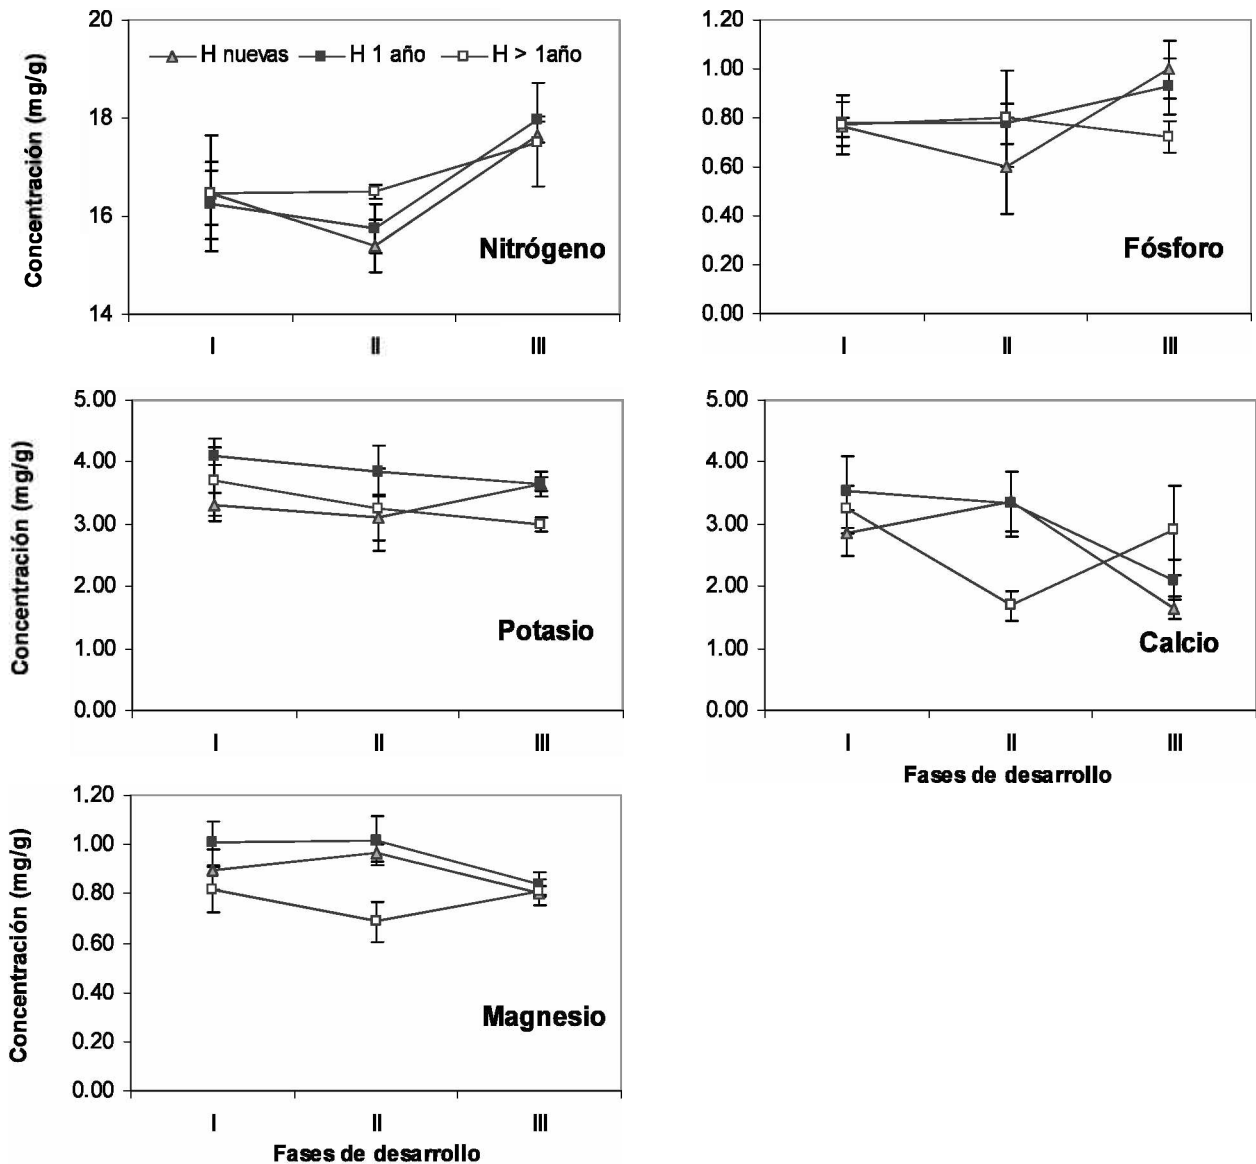 20
18
16
14
Concentración (mg/g)
H nuevas H 1 año H > 1año
Nitrógeno
I II III
1.20
1.00
0.80
0.60
0.40
0.20
0.00
Fósforo
I II III
5.00
4.00
3.00
2.00
1.00
0.00
Concentración (mg/g)
Potasio
I II III
5.00
4.00
3.00
2.00
1.00
0.00
Calcio
I II III
Fases de desarrollo
1.20
1.00
0.80
0.60
0.40
0.20
0.00
Concentración (mg/g)
Magnesio
I II III
Fases de desarrollo